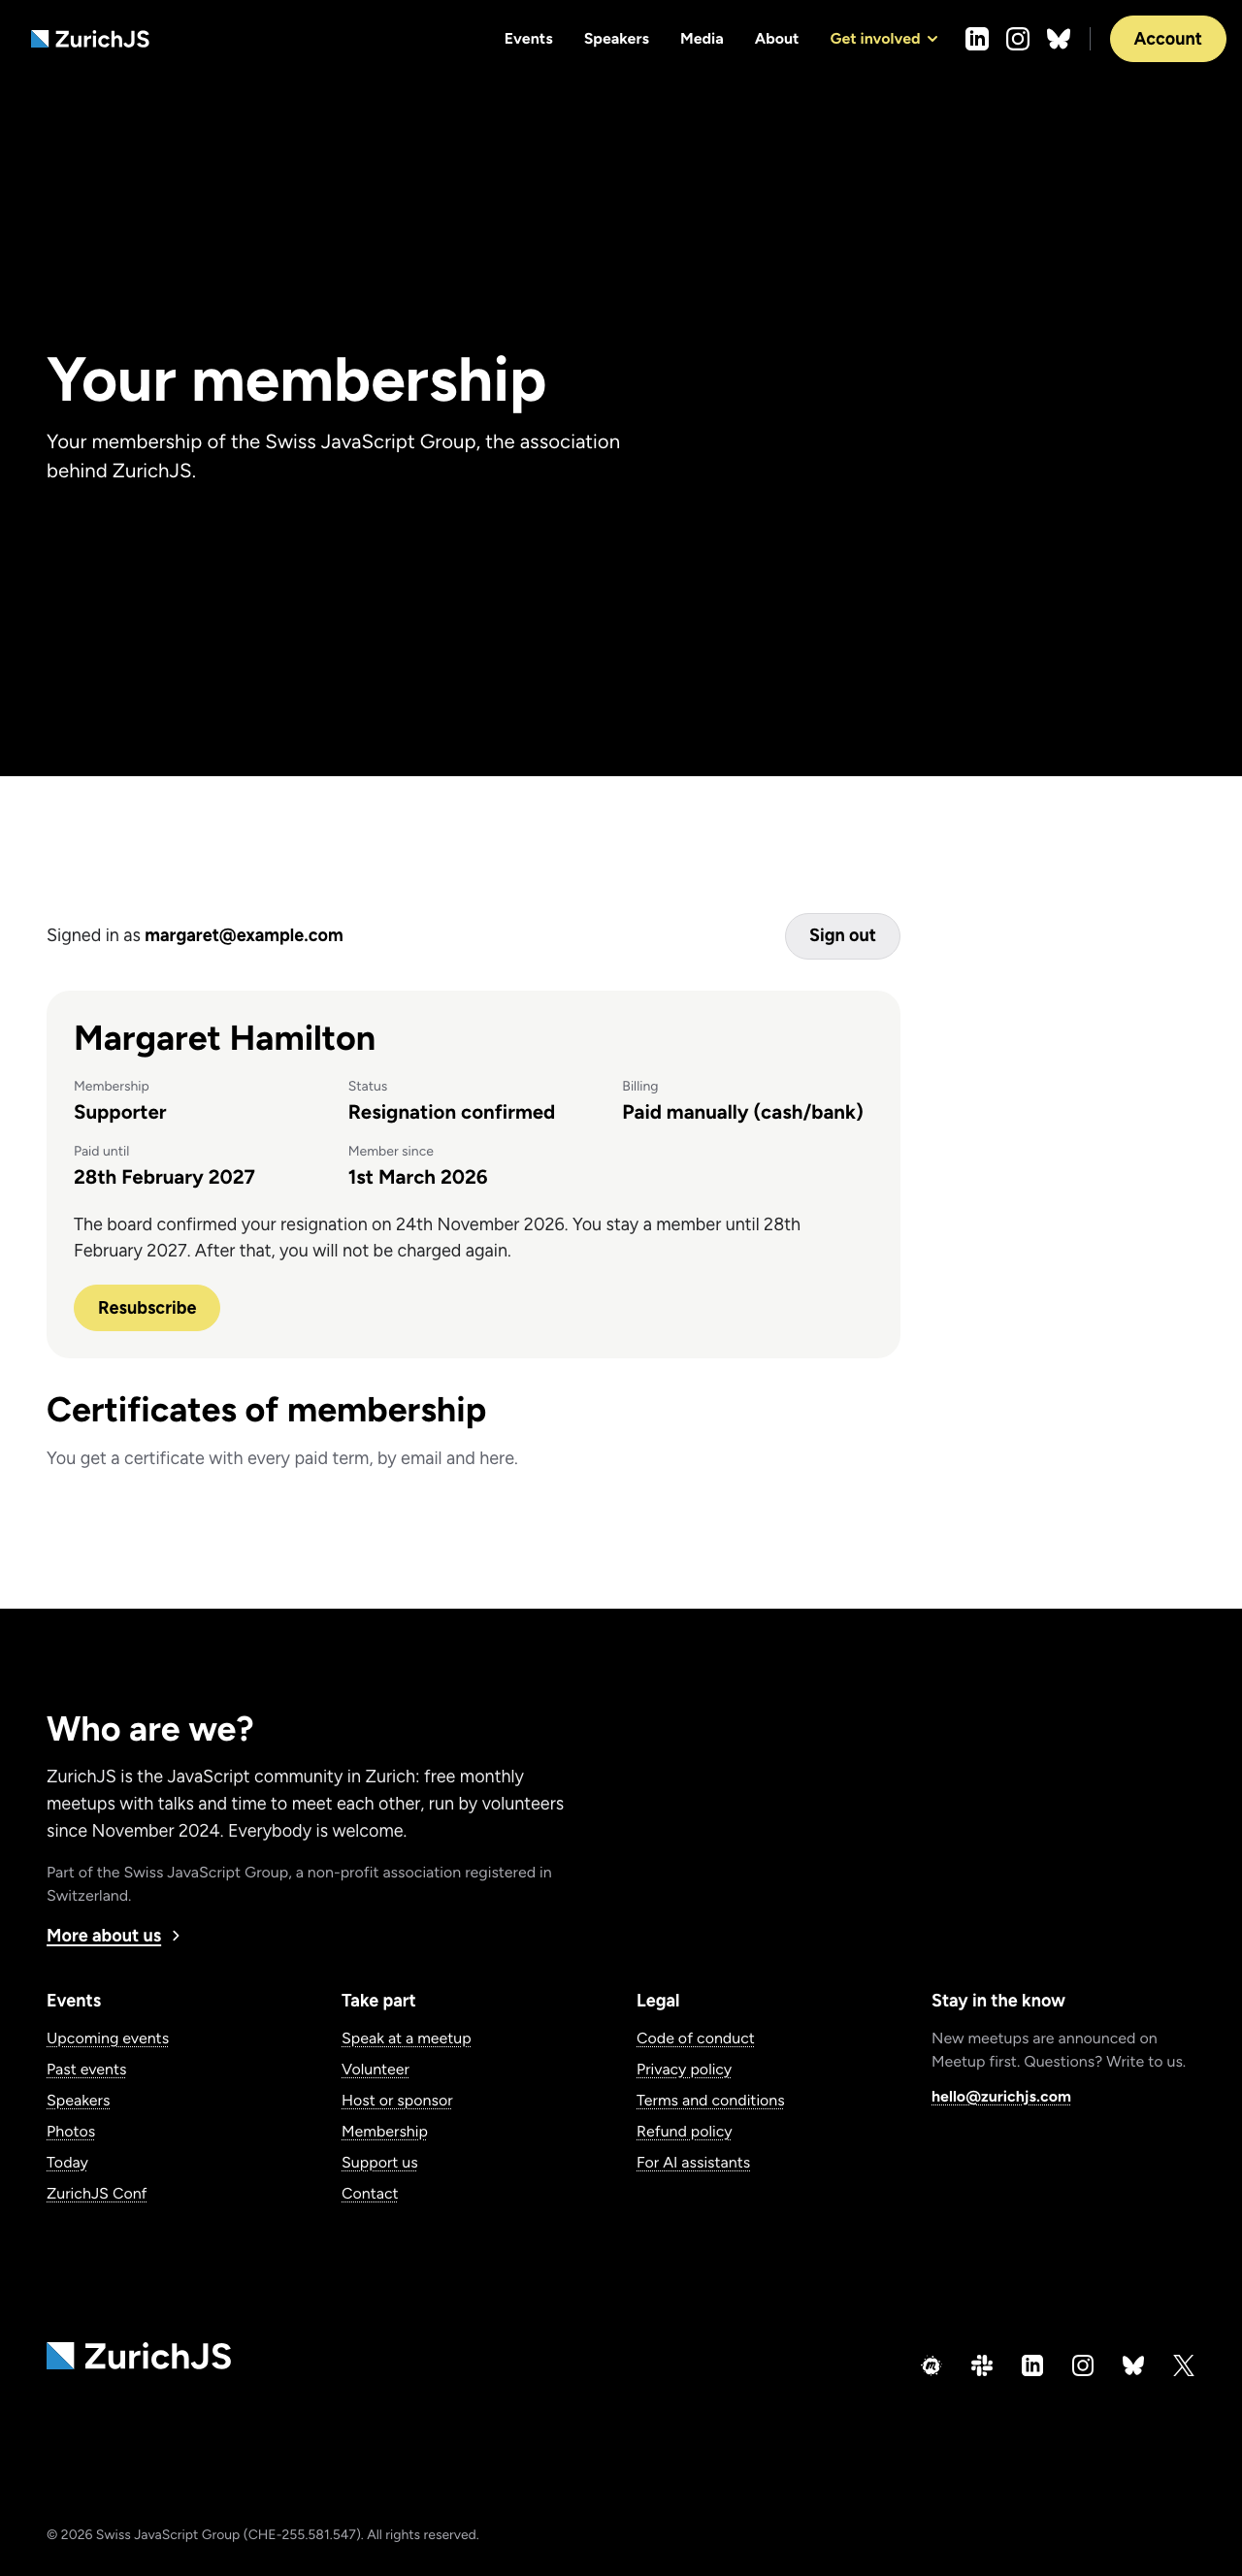 ZurichJS
Events
Speakers
Media
About
Get involved
Account
Your membership
Your membership of the Swiss JavaScript Group, the association
behind ZurichJS.
Signed in as margaret@example.com
Sign out
Margaret Hamilton
Membership
Supporter
Status
Resignation confirmed
Billing
Paid manually (cash/bank)
Paid until
28th February 2027
Member since
1st March 2026
The board confirmed your resignation on 24th November 2026. You stay a member until 28th
February 2027. After that, you will not be charged again.
Resubscribe
Certificates of membership
You get a certificate with every paid term, by email and here.
Who are we?
ZurichJS is the JavaScript community in Zurich: free monthly
meetups with talks and time to meet each other, run by volunteers
since November 2024. Everybody is welcome.
Part of the Swiss JavaScript Group, a non-profit association registered in
Switzerland.
More about us
Events
Upcoming events
Past events
Speakers
Photos
Today
ZurichJS Conf
Take part
Speak at a meetup
Volunteer
Host or sponsor
Membership
Support us
Contact
Legal
Code of conduct
Privacy policy
Terms and conditions
Refund policy
For AI assistants
Stay in the know
New meetups are announced on
Meetup first. Questions? Write to us.
hello@zurichjs.com
ZurichJS
© 2026 Swiss JavaScript Group (CHE-255.581.547). All rights reserved.